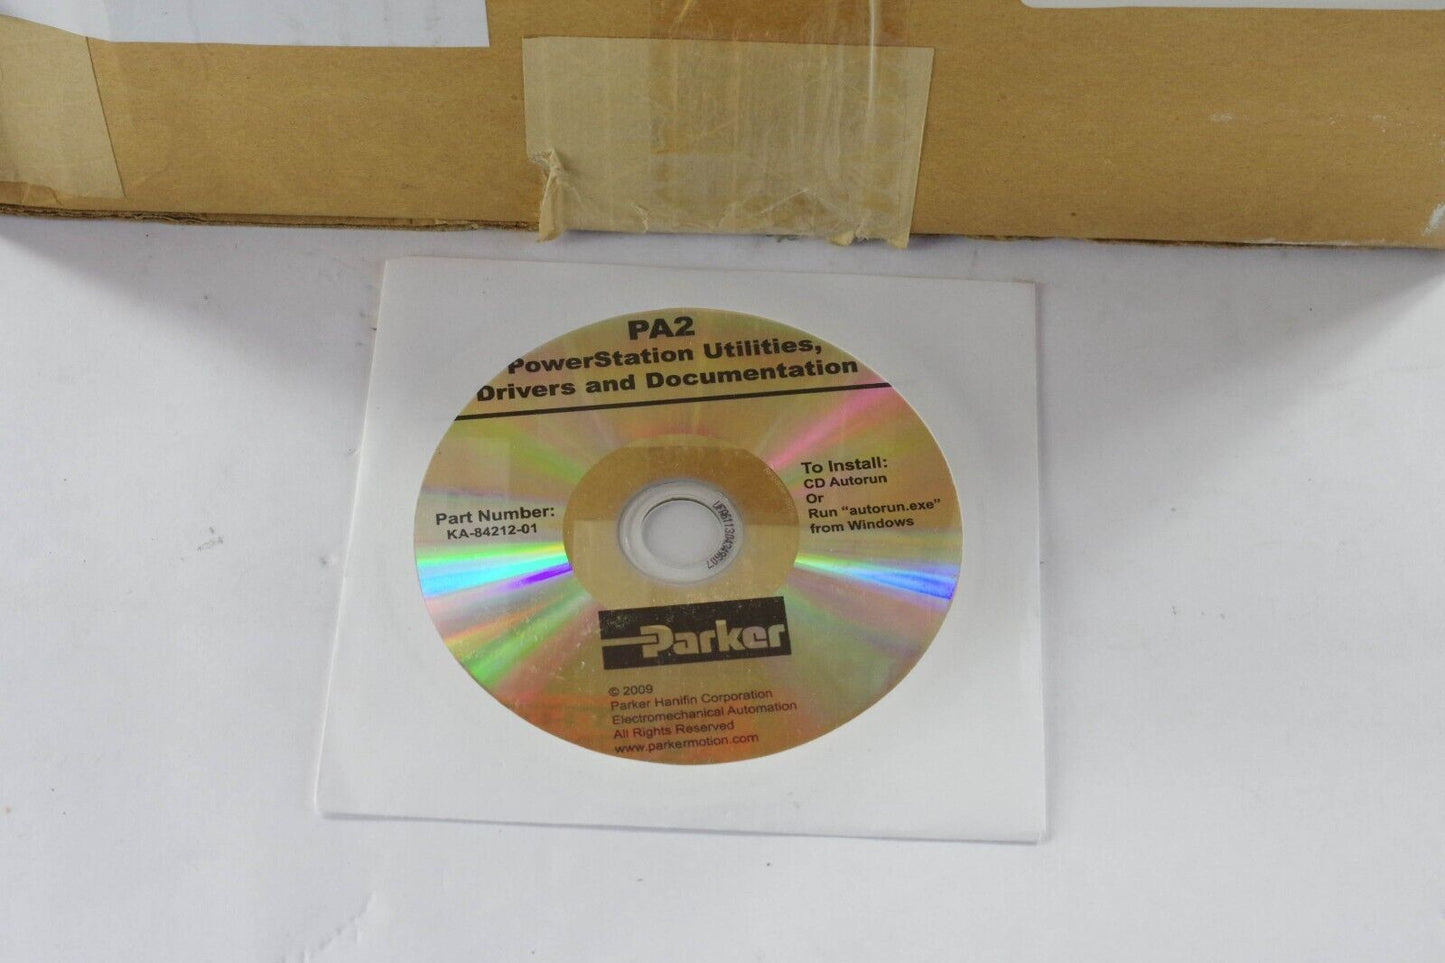 PA2
PowerStation Utilities,
Drivers and Documentation
To Install:
CD Autorun
Or
Run “autorun.exe”
from Windows
Part Number:
KA-84212-01
Parker
© 2009
Parker Hanifin Corporation
Electromechanical Automation
All Rights Reserved
www.parkermotion.com